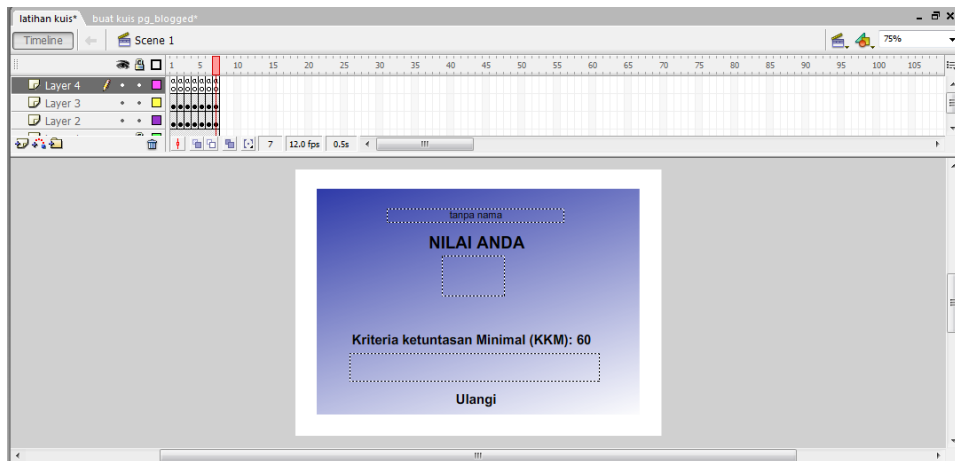 latihan kuis* buat kuis pg_blogged*
Timeline Scene 1 75%
1 5 10 15 20 25 30 35 40 45 50 55 60 65 70 75 80 85 90 95 100 105
Layer 4
Layer 3
Layer 2
7 12.0 fps 0.5s
tanpa nama
NILAI ANDA
Kriteria ketuntasan Minimal (KKM): 60
Ulangi